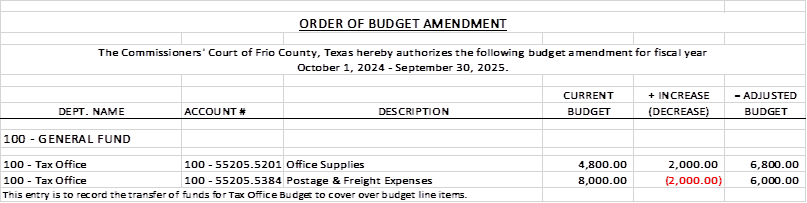 ORDER OF BUDGET AMENDMENT
The Commissioners' Court of Frio County, Texas hereby authorizes the following budget amendment for fiscal year
October 1, 2024 - September 30, 2025.
CURRENT + INCREASE = ADJUSTED
DEPT. NAME ACCOUNT # DESCRIPTION BUDGET (DECREASE) BUDGET
100 - GENERAL FUND
100 - Tax Office 100 - 55205.5201 Office Supplies 4,800.00 2,000.00 6,800.00
100 - Tax Office 100 - 55205.5384 Postage & Freight Expenses 8,000.00 (2,000.00) 6,000.00
This entry is to record the transfer of funds for Tax Office Budget to cover over budget line items.